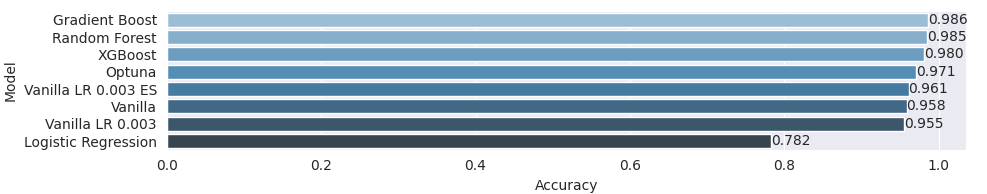 Model
Gradient Boost 0.986
Random Forest 0.985
XGBoost 0.980
Optuna 0.971
Vanilla LR 0.003 ES 0.961
Vanilla 0.958
Vanilla LR 0.003 0.955
Logistic Regression 0.782
0.0 0.2 0.4 0.6 0.8 1.0
Accuracy